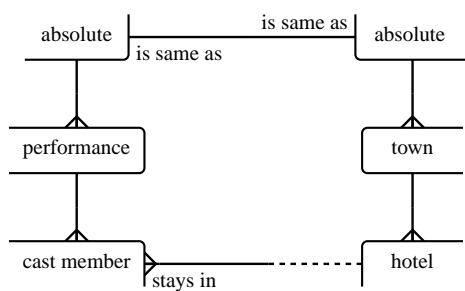 absolute
is same as
absolute
is same as
performance
town
cast member
hotel
stays in